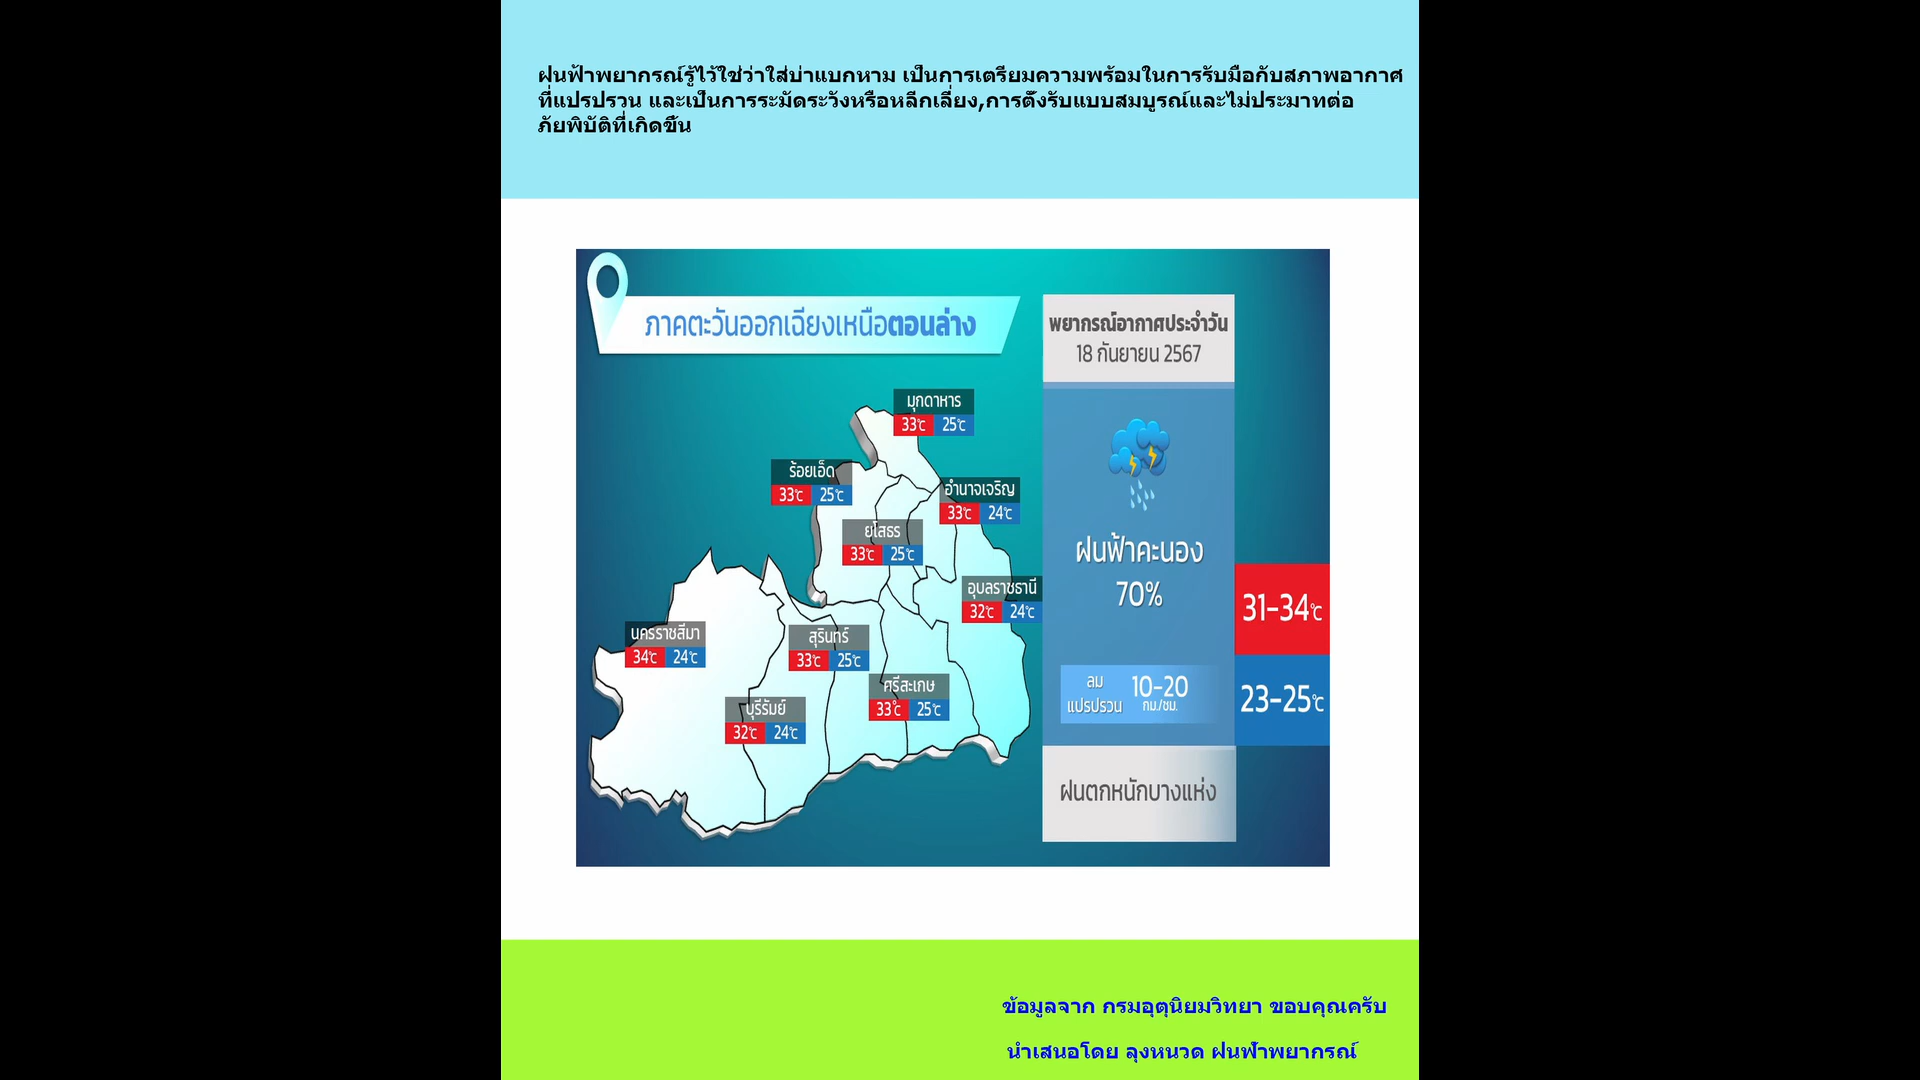 ฝนฟ้าพยากรณ์รู้ไว้ใช่ว่าใส่บ่าแบกหาม เป็นการเตรียมความพร้อมในการรับมือกับสภาพอากาศ
ที่แปรปรวน และเป็นการระมัดระวังหรือหลีกเลี่ยง,การตั้งรับแบบสมบูรณ์และไม่ประมาทต่อ
ภัยพิบัติที่เกิดขึ้น
ภาคตะวันออกเฉียงเหนือตอนล่าง
พยากรณ์อากาศประจำวัน
18 กันยายน 2567
มุกดาหาร
33℃ 25℃
ร้อยเอ็ด
33℃ 25℃
อำนาจเจริญ
33℃ 24℃
ยโสธร
33℃ 25℃
อุบลราชธานี
32℃ 24℃
นครราชสีมา
34℃ 24℃
สุรินทร์
33℃ 25℃
ศรีสะเกษ
33℃ 25℃
บุรีรัมย์
32℃ 24℃
ฝนฟ้าคะนอง
70%
31-34℃
ลม
แปรปรวน
10-20
กม./ชม.
23-25℃
ฝนตกหนักบางแห่ง
ข้อมูลจาก กรมอุตุนิยมวิทยา ขอบคุณครับ
นำเสนอโดย ลุงหนวด ฝนฟ้าพยากรณ์